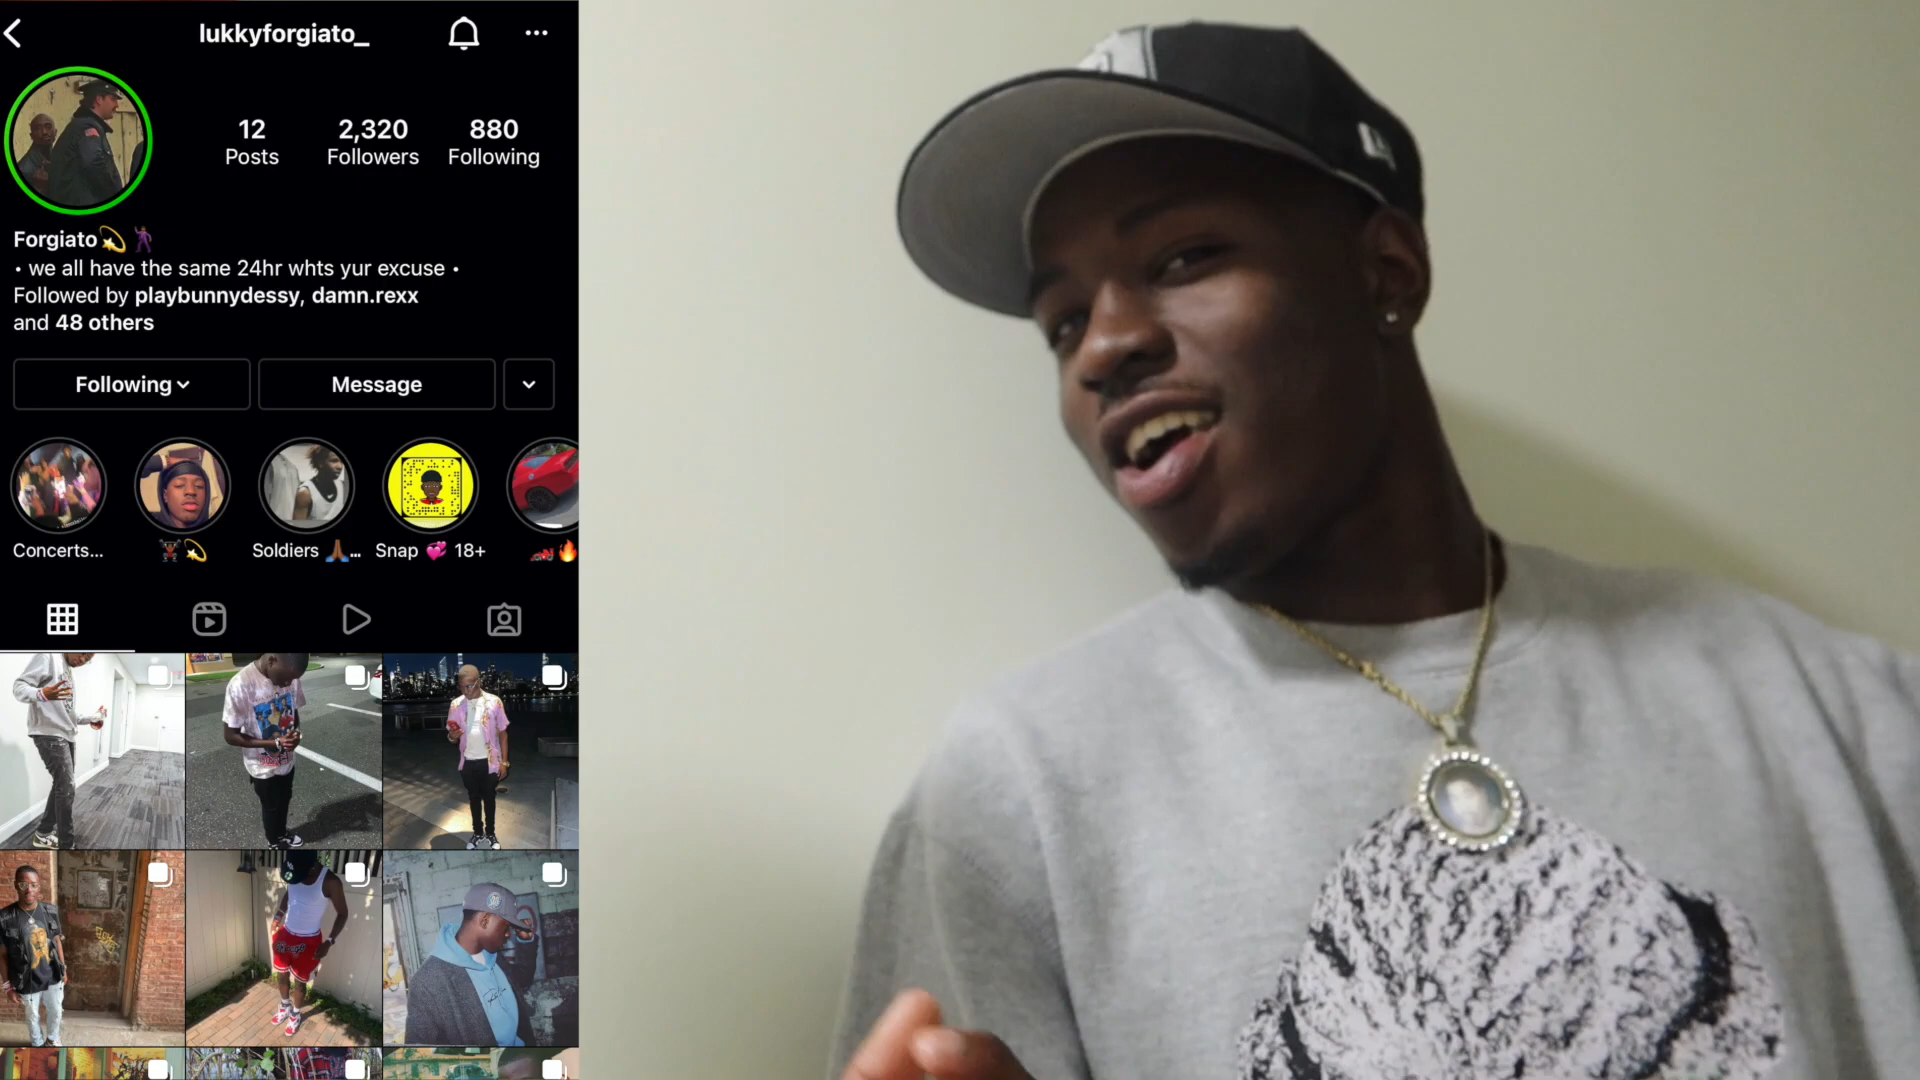 lukkyforgiato_
12 2,320 880
Posts Followers Following
Forgiato💫🕺🏿
• we all have the same 24hr whts yur excuse •
Followed by playbunnydessy, damn.rexx
and 48 others
Following Message
Concerts... 🏋🏿💫 Soldiers 🙏🏾... Snap 💞 18+ 🏎🔥